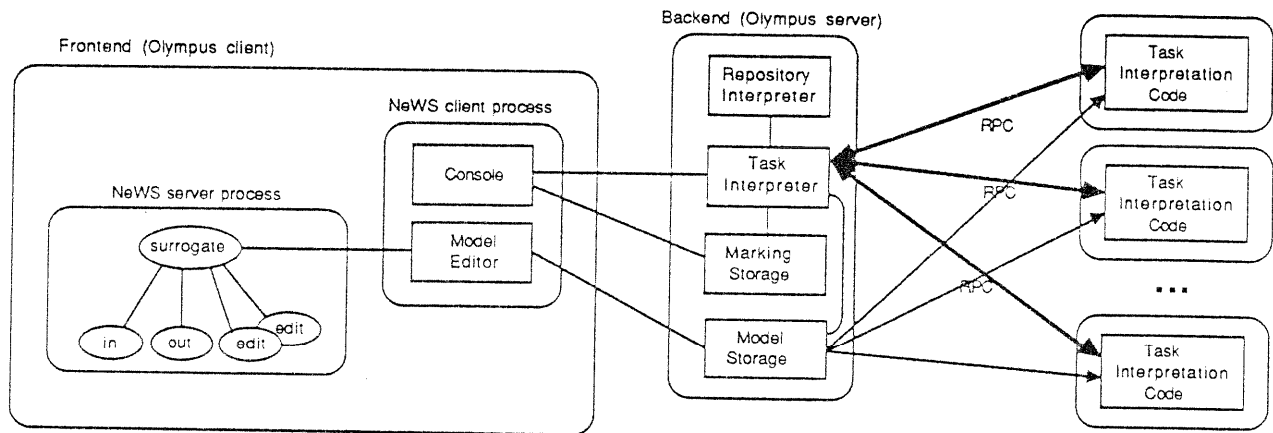 Frontend (Olympus client)
NeWS server process
surrogate
in
out
edit
edit
NeWS client process
Console
Model
Editor
Backend (Olympus server)
Repository
Interpreter
Task
Interpreter
Marking
Storage
Model
Storage
RPC
RPC
RPC
Task
Interpretation
Code
Task
Interpretation
Code
...
Task
Interpretation
Code